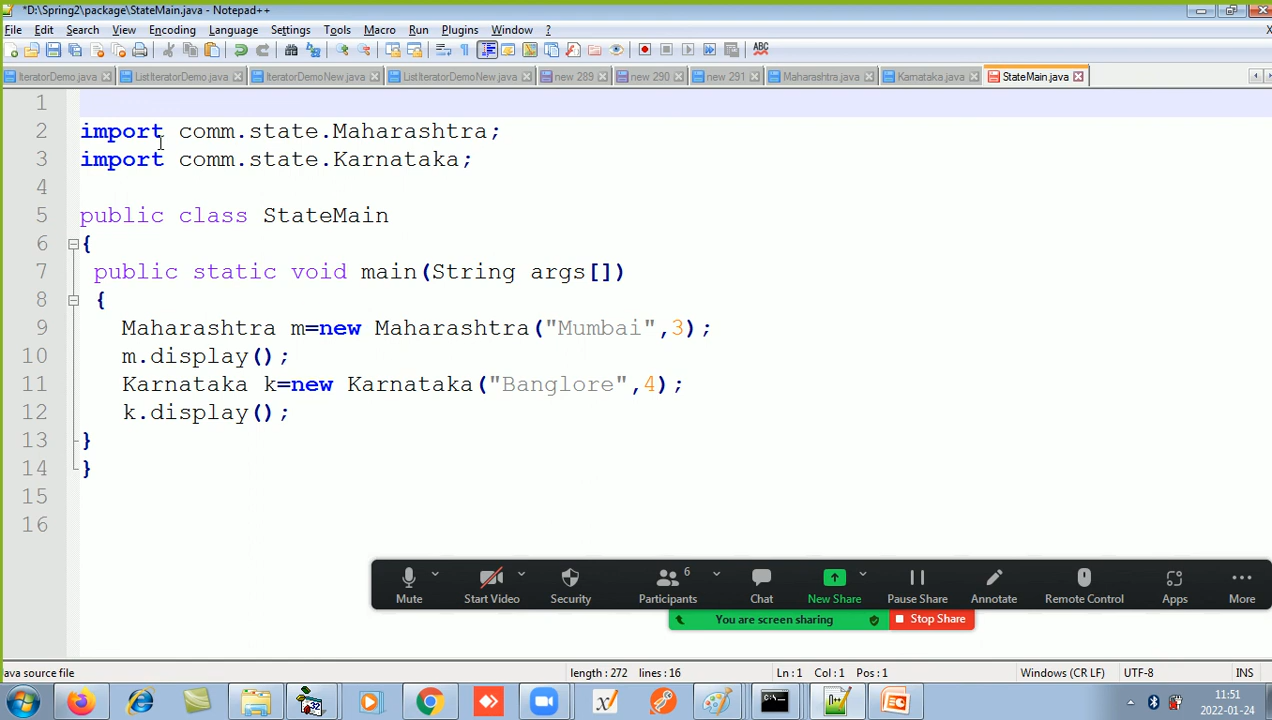 *D:\Spring2\package\StateMain.java - Notepad++
File Edit Search View Encoding Language Settings Tools Macro Run Plugins Window ?
IteratorDemo.java ListIteratorDemo.java IteratorDemoNew.java ListIteratorDemoNew.java new 289 new 290 new 291 Maharashtra.java Karnataka.java StateMain.java
1
2 import comm.state.Maharashtra;
3 import comm.state.Karnataka;
4
5 public class StateMain
6 {
7 public static void main(String args[])
8 {
9 Maharashtra m=new Maharashtra("Mumbai",3);
10 m.display();
11 Karnataka k=new Karnataka("Banglore",4);
12 k.display();
13 }
14 }
15
16
6
Mute Start Video Security Participants Chat New Share Pause Share Annotate Remote Control Apps More
You are screen sharing Stop Share
ava source file length : 272 lines : 16 Ln : 1 Col : 1 Pos : 1 Windows (CR LF) UTF-8 INS
11:51
2022-01-24